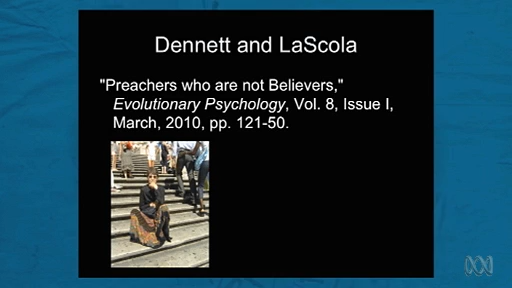 Dennett and LaScola
"Preachers who are not Believers,"
Evolutionary Psychology, Vol. 8, Issue I,
March, 2010, pp. 121-50.